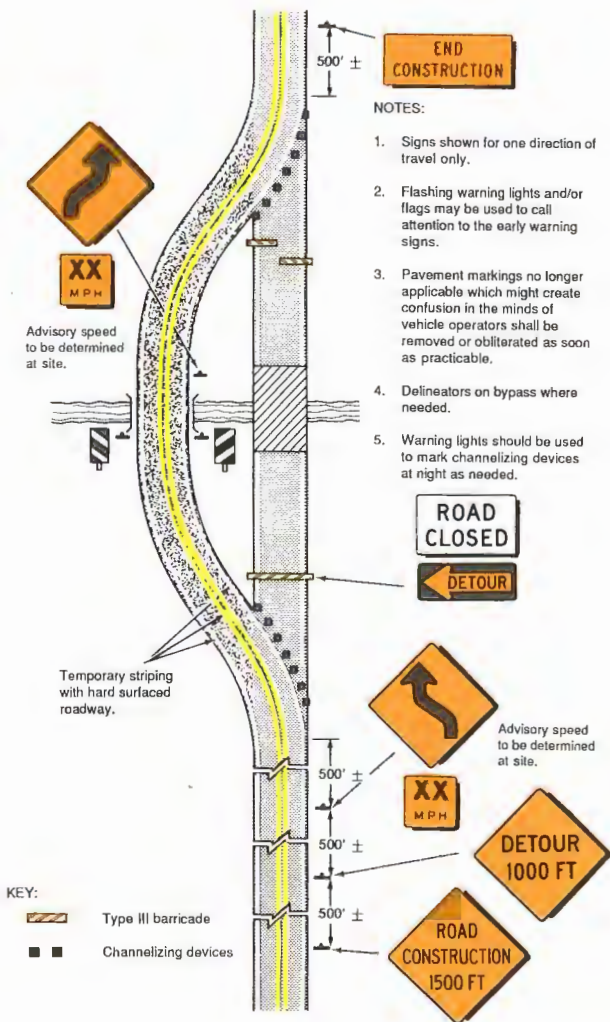 500' ±
END
CONSTRUCTION
NOTES:
1. Signs shown for one direction of
travel only.
2. Flashing warning lights and/or
flags may be used to call
attention to the early warning
signs.
3. Pavement markings no longer
applicable which might create
confusion in the minds of
vehicle operators shall be
removed or obliterated as soon
as practicable.
4. Delineators on bypass where
needed.
5. Warning lights should be used
to mark channelizing devices
at night as needed.
XX
MPH
Advisory speed
to be determined
at site.
ROAD
CLOSED
DETOUR
Temporary striping
with hard surfaced
roadway.
Advisory speed
to be determined
at site.
XX
MPH
500' ±
500' ±
500' ±
DETOUR
1000 FT
ROAD
CONSTRUCTION
1500 FT
KEY:
Type III barricade
Channelizing devices